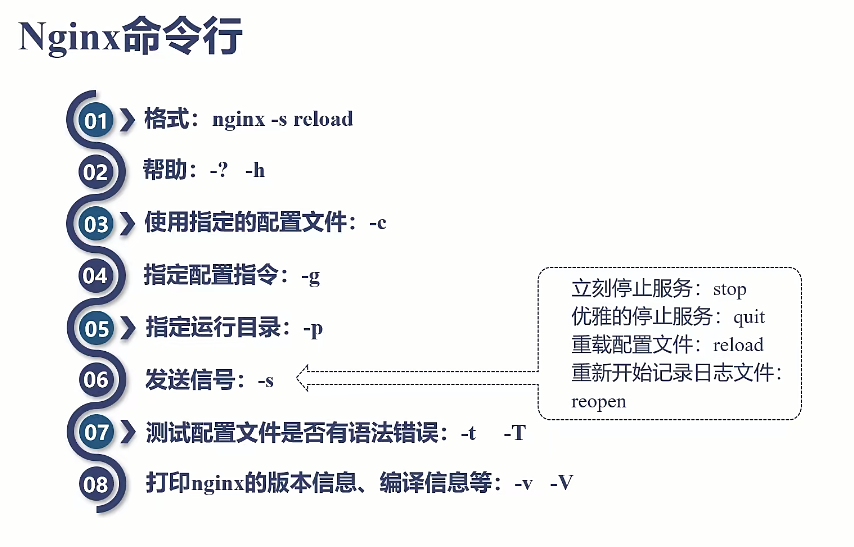 Nginx命令行
01 格式：nginx -s reload
02 帮助：-? -h
03 使用指定的配置文件：-c
04 指定配置指令：-g
05 指定运行目录：-p
06 发送信号：-s
立刻停止服务：stop
优雅的停止服务：quit
重载配置文件：reload
重新开始记录日志文件：
reopen
07 测试配置文件是否有语法错误：-t -T
08 打印nginx的版本信息、编译信息等：-v -V